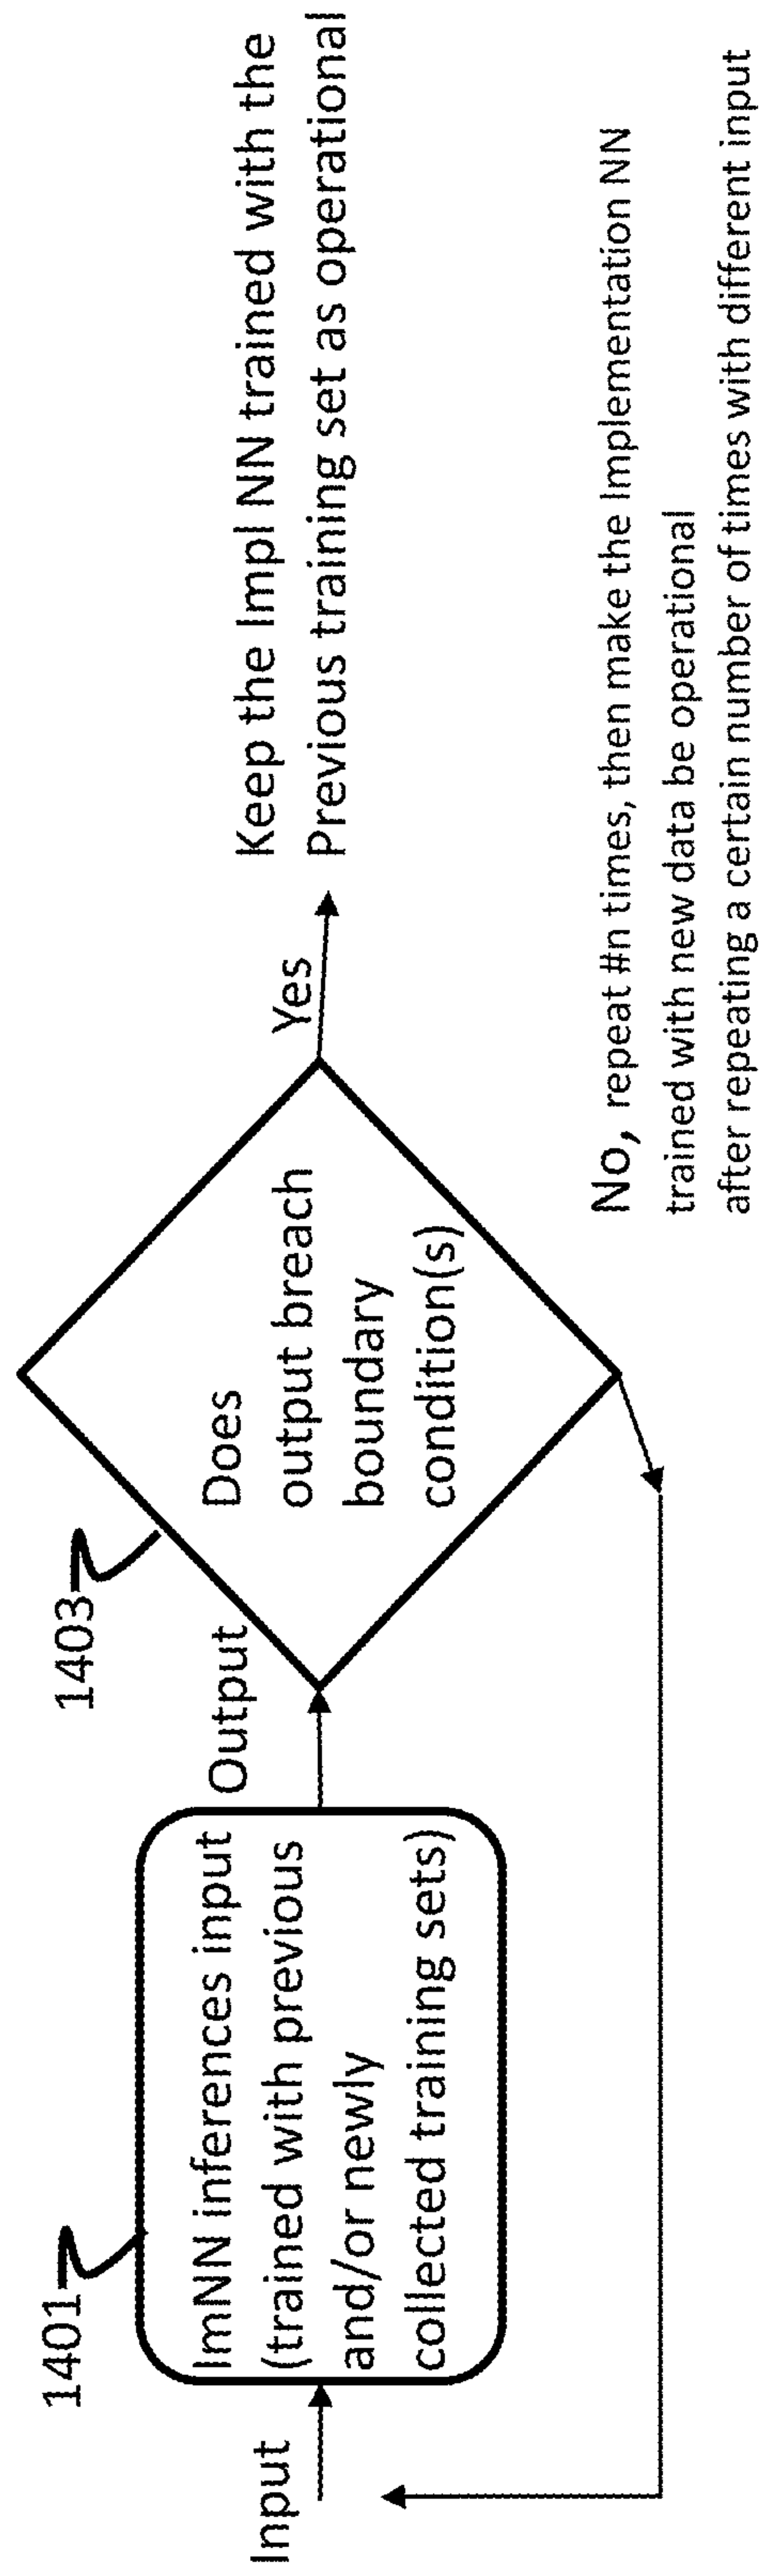 Input
1401
ImNN inferences input
(trained with previous
and/or newly
collected training sets)
Output
1403
Does
output breach
boundary
condition(s)
Yes
Keep the Impl NN trained with the
Previous training set as operational
No, repeat #n times, then make the Implementation NN
trained with new data be operational
after repeating a certain number of times with different input